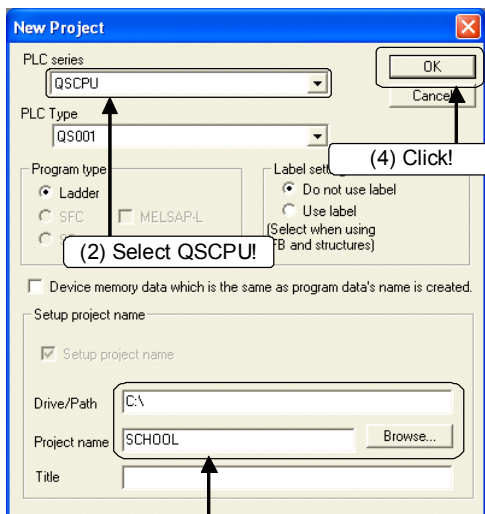 New Project
PLC series
QSCPU
OK
Cancel
PLC Type
QS001
(4) Click!
Program type
Ladder
SFC
MELSAP-L
Label
Do not use label
Use label
(Select when using
FB and structures)
(2) Select QSCPU!
Device memory data which is the same as program data's name is created.
Setup project name
Setup project name
Drive/Path
C:\
Project name
SCHOOL
Browse...
Title